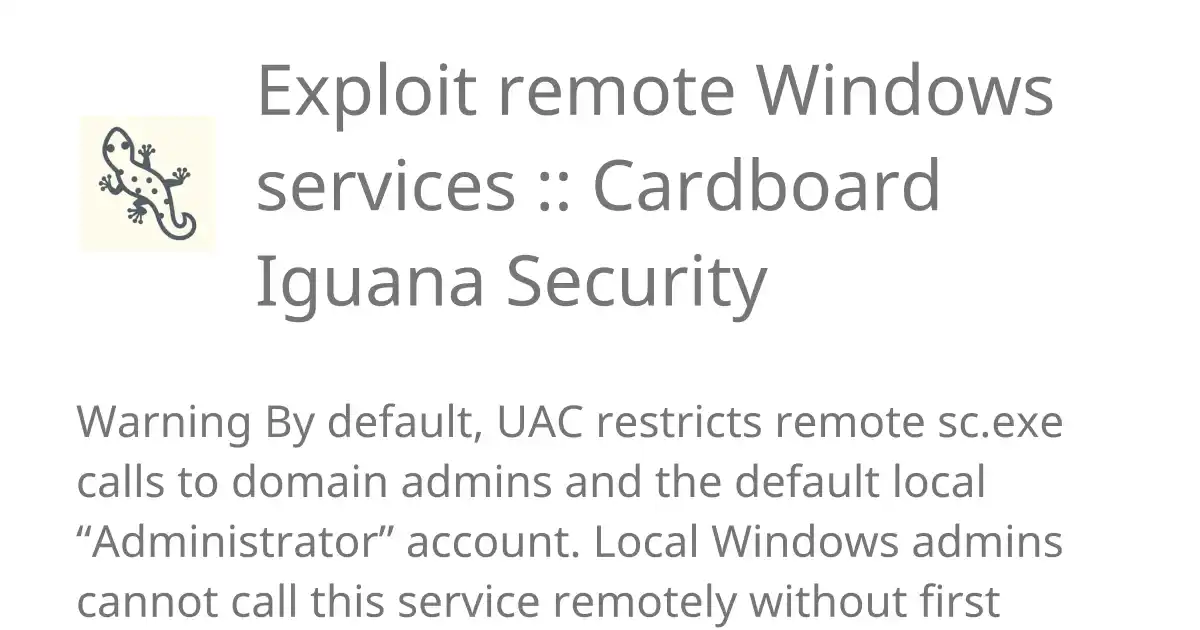 Exploit remote Windows
services :: Cardboard
Iguana Security
Warning By default, UAC restricts remote sc.exe
calls to domain admins and the default local
“Administrator” account. Local Windows admins
cannot call this service remotely without first